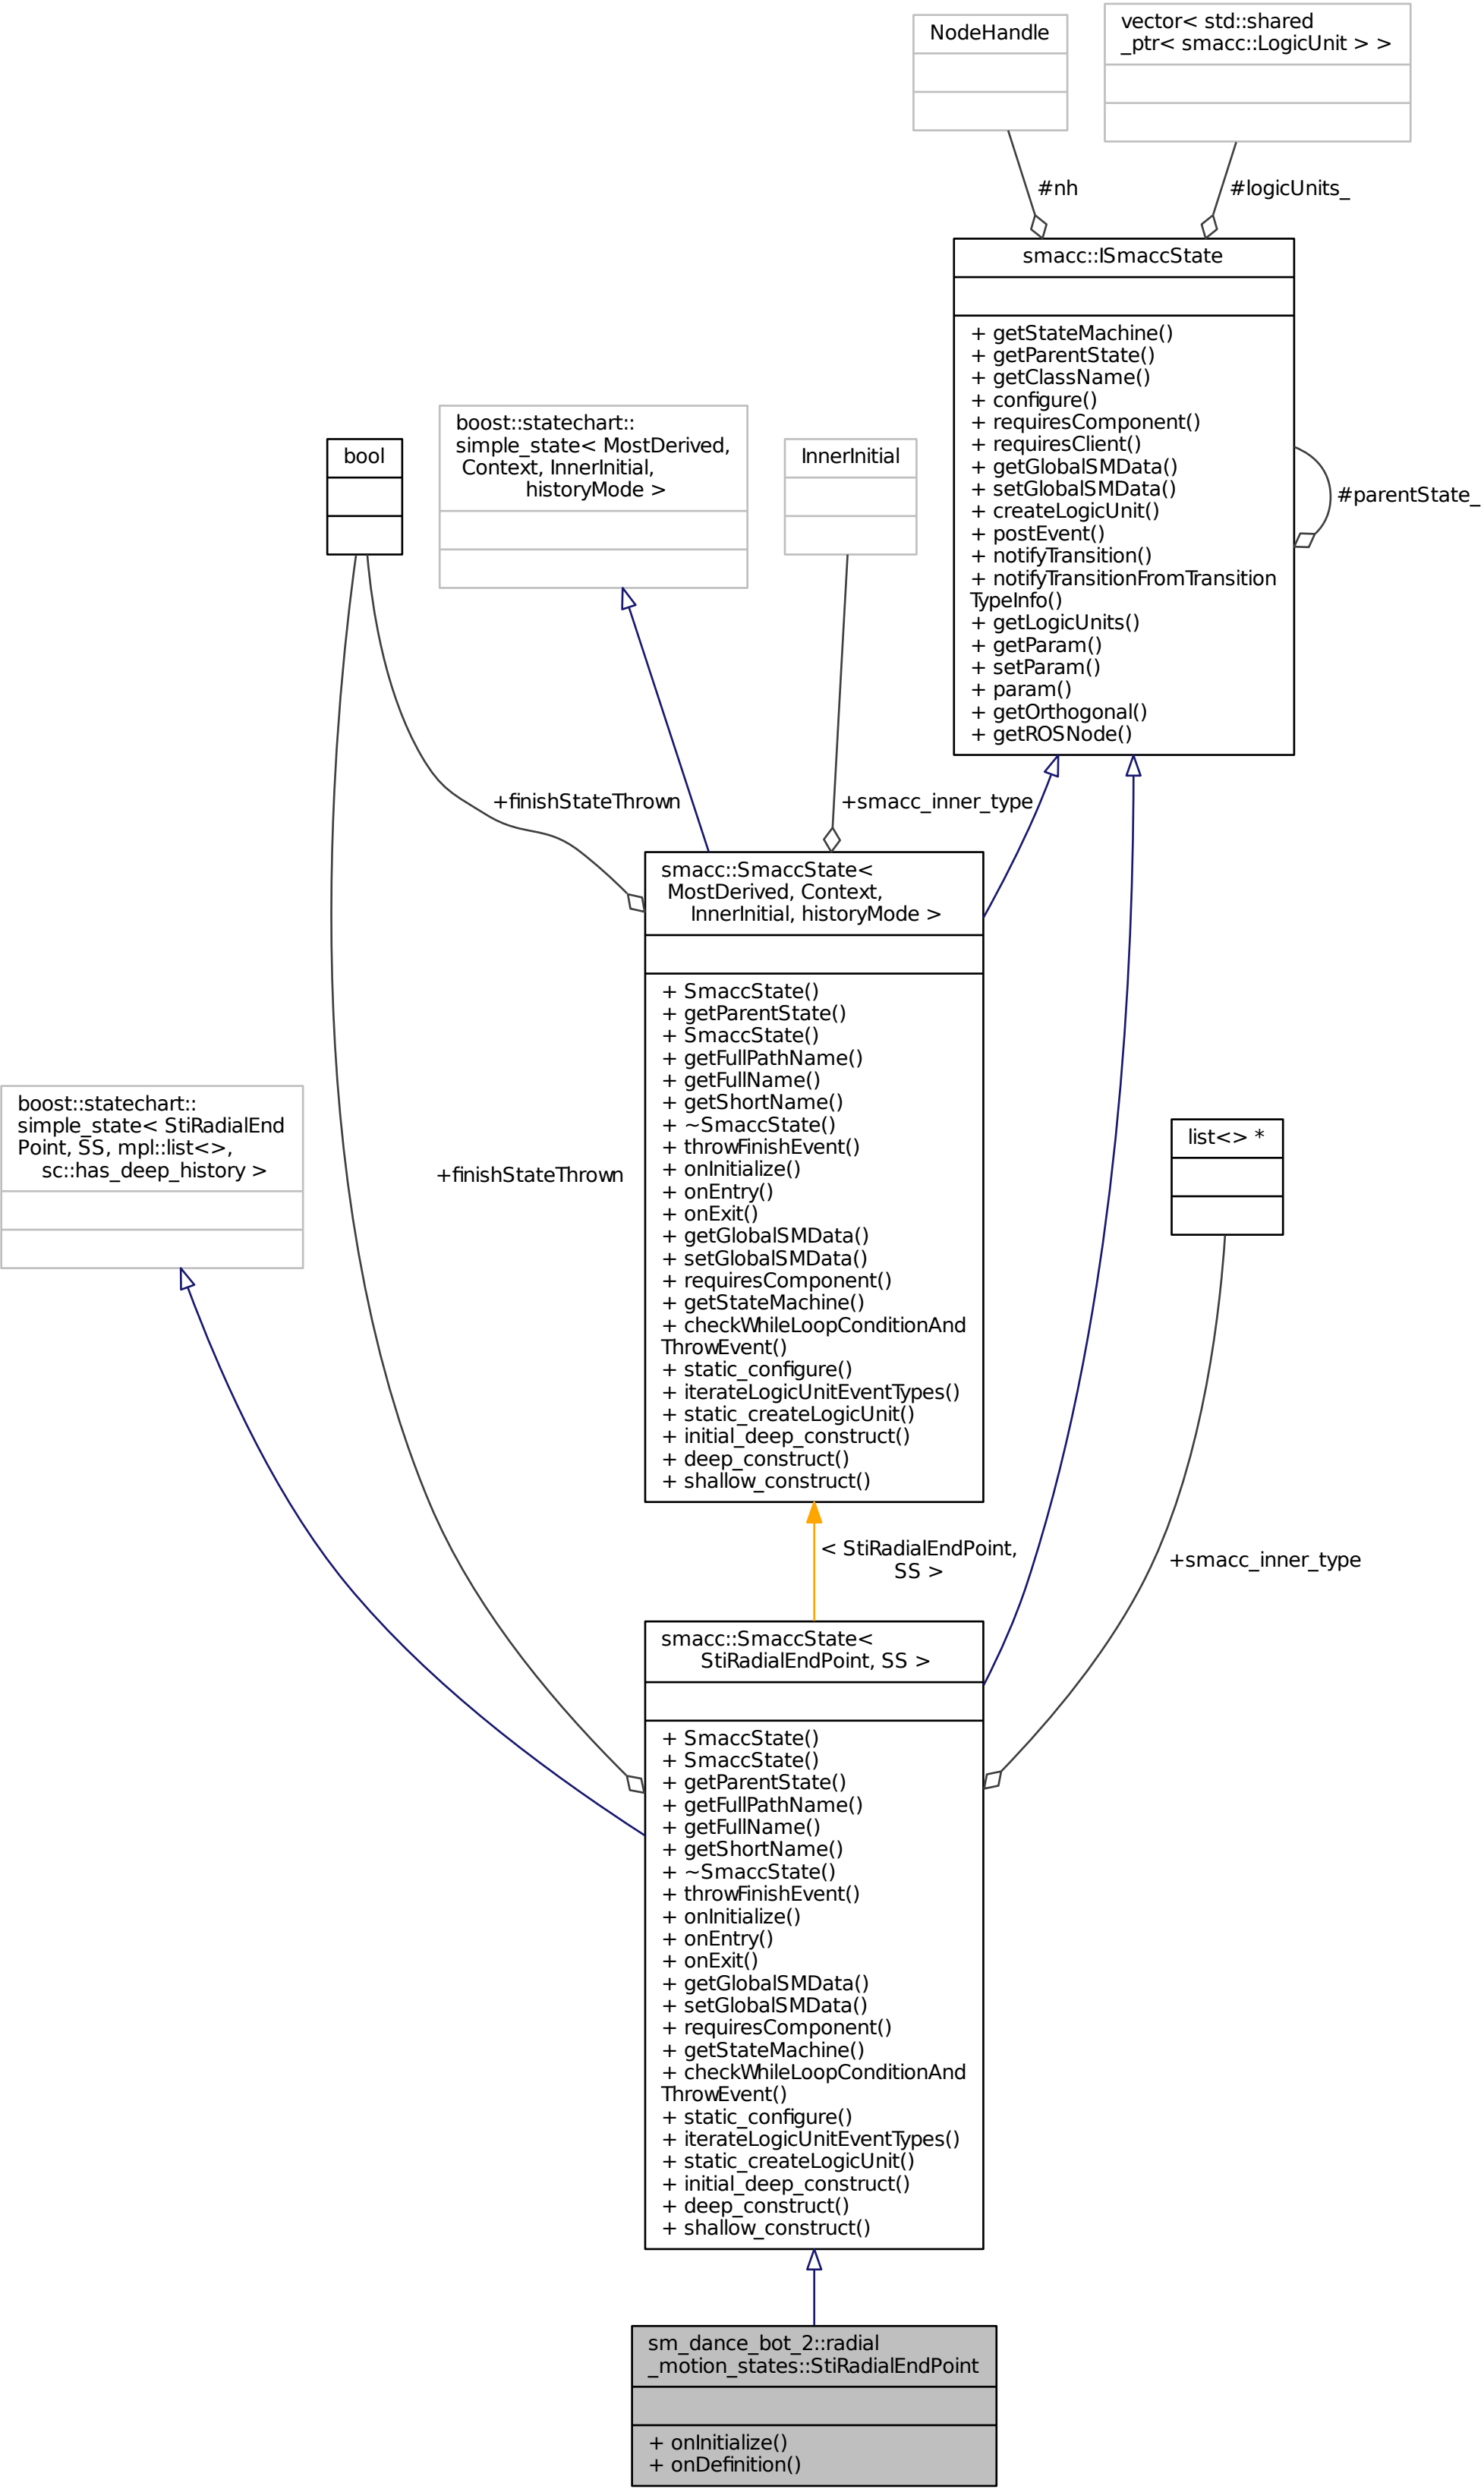 NodeHandle
vector< std::shared
_ptr< smacc::LogicUnit > >
#nh
#logicUnits_
smacc::ISmaccState
+ getStateMachine()
+ getParentState()
+ getClassName()
+ configure()
+ requiresComponent()
+ requiresClient()
+ getGlobalSMData()
+ setGlobalSMData()
+ createLogicUnit()
+ postEvent()
+ notifyTransition()
+ notifyTransitionFromTransition
TypeInfo()
+ getLogicUnits()
+ getParam()
+ setParam()
+ param()
+ getOrthogonal()
+ getROSNode()
#parentState_
bool
boost::statechart::
simple_state< MostDerived,
Context, InnerInitial,
historyMode >
InnerInitial
+finishStateThrown
+smacc_inner_type
smacc::SmaccState<
MostDerived, Context,
InnerInitial, historyMode >
+ SmaccState()
+ getParentState()
+ SmaccState()
+ getFullPathName()
+ getFullName()
+ getShortName()
+ ~SmaccState()
+ throwFinishEvent()
+ onInitialize()
+ onEntry()
+ onExit()
+ getGlobalSMData()
+ setGlobalSMData()
+ requiresComponent()
+ getStateMachine()
+ checkWhileLoopConditionAnd
ThrowEvent()
+ static_configure()
+ iterateLogicUnitEventTypes()
+ static_createLogicUnit()
+ initial_deep_construct()
+ deep_construct()
+ shallow_construct()
boost::statechart::
simple_state< StiRadialEnd
Point, SS, mpl::list<>,
sc::has_deep_history >
+finishStateThrown
list<> *
< StiRadialEndPoint,
SS >
+smacc_inner_type
smacc::SmaccState<
StiRadialEndPoint, SS >
+ SmaccState()
+ SmaccState()
+ getParentState()
+ getFullPathName()
+ getFullName()
+ getShortName()
+ ~SmaccState()
+ throwFinishEvent()
+ onInitialize()
+ onEntry()
+ onExit()
+ getGlobalSMData()
+ setGlobalSMData()
+ requiresComponent()
+ getStateMachine()
+ checkWhileLoopConditionAnd
ThrowEvent()
+ static_configure()
+ iterateLogicUnitEventTypes()
+ static_createLogicUnit()
+ initial_deep_construct()
+ deep_construct()
+ shallow_construct()
sm_dance_bot_2::radial
_motion_states::StiRadialEndPoint
+ onInitialize()
+ onDefinition()